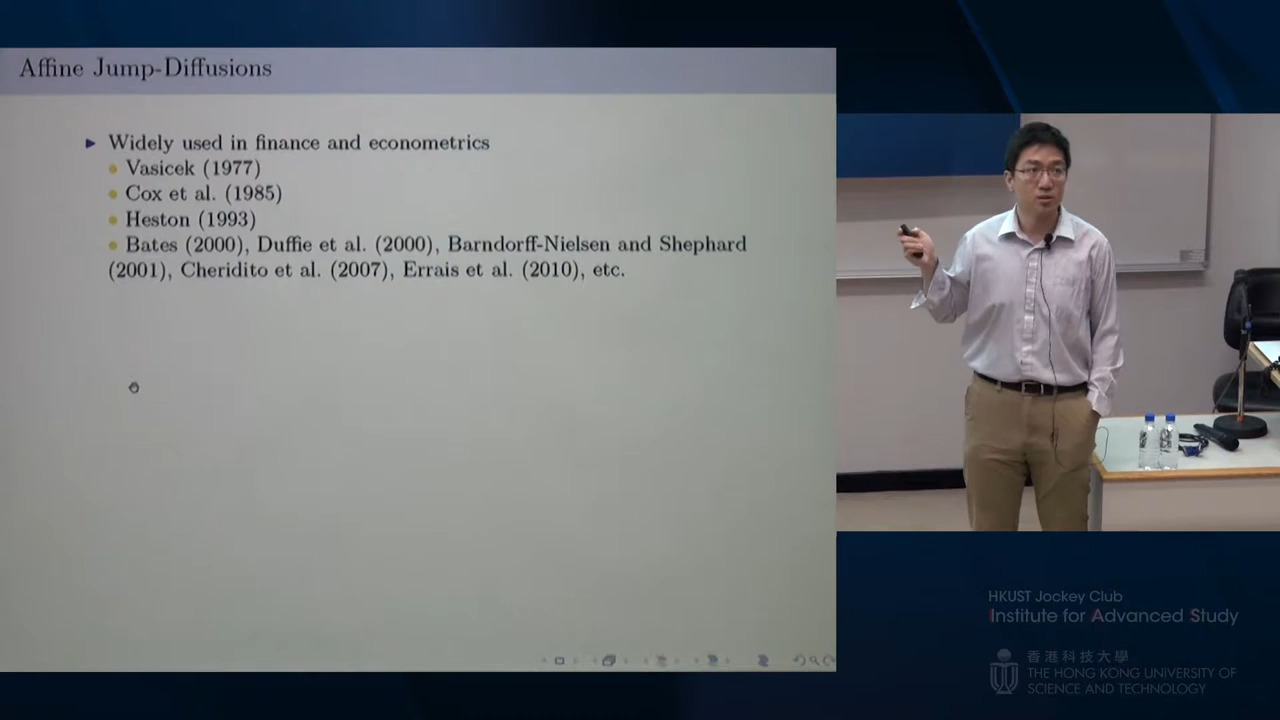 Affine Jump-Diffusions
Widely used in finance and econometrics
Vasicek (1977)
Cox et al. (1985)
Heston (1993)
Bates (2000), Duffie et al. (2000), Barndorff-Nielsen and Shephard
(2001), Cheridito et al. (2007), Errais et al. (2010), etc.
HKUST Jockey Club
Institute for Advanced Study
香港科技大學
THE HONG KONG UNIVERSITY OF
SCIENCE AND TECHNOLOGY